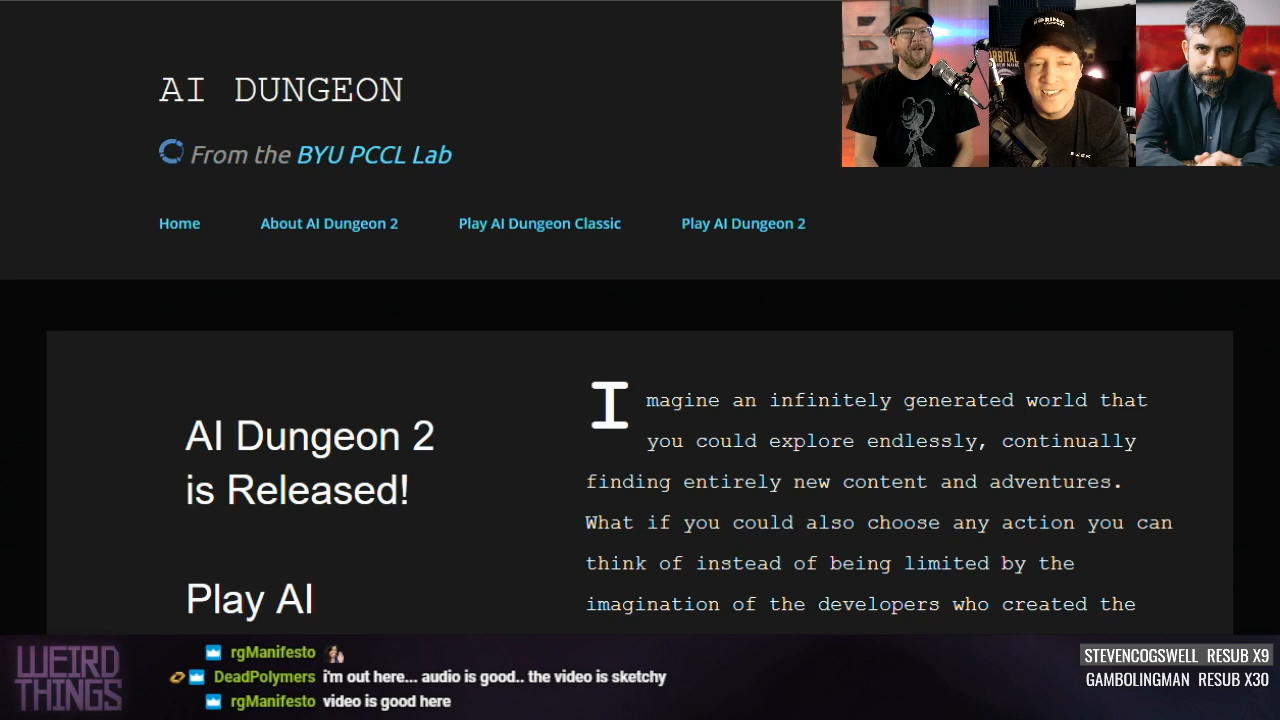 AI DUNGEON
From the BYU PCCL Lab
Home About AI Dungeon 2 Play AI Dungeon Classic Play AI Dungeon 2
AI Dungeon 2
is Released!
Play AI
Imagine an infinitely generated world that
you could explore endlessly, continually
finding entirely new content and adventures.
What if you could also choose any action you can
think of instead of being limited by the
imagination of the developers who created the
WEIRD
THINGS
rgManifesto
DeadPolymers i'm out here... audio is good.. the video is sketchy
rgManifesto video is good here
STEVENCOGSWELL RESUB X9
GAMBOLINGMAN RESUB X30